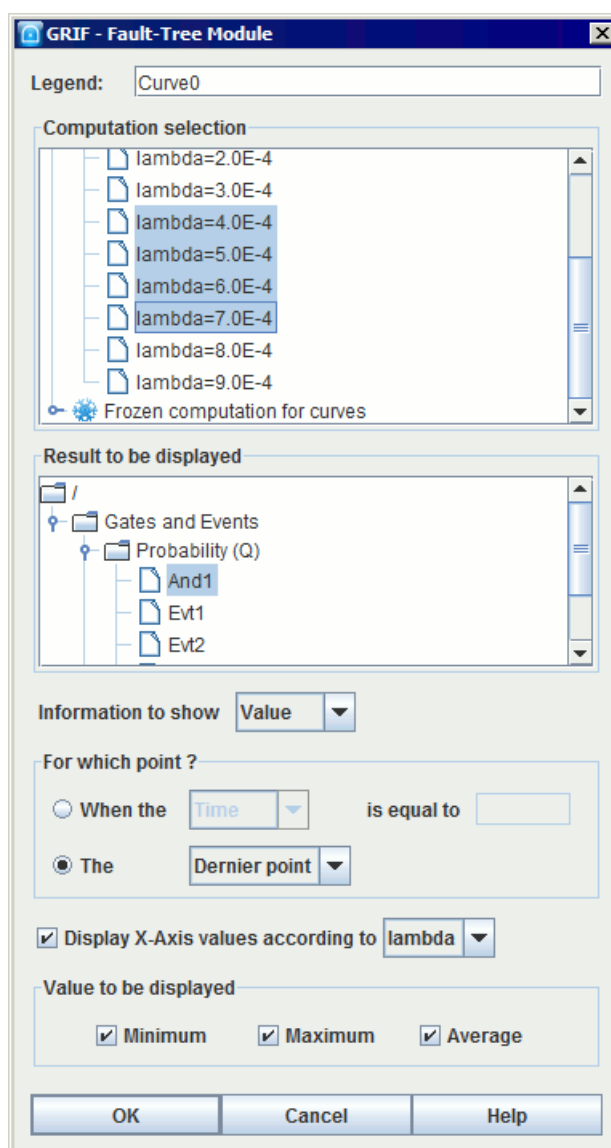 GRIF - Fault-Tree Module
Legend: Curve0
Computation selection
lambda=2.0E-4
lambda=3.0E-4
lambda=4.0E-4
lambda=5.0E-4
lambda=6.0E-4
lambda=7.0E-4
lambda=8.0E-4
lambda=9.0E-4
Frozen computation for curves
Result to be displayed
/
Gates and Events
Probability (Q)
And1
Evt1
Evt2
Information to show Value
For which point ?
When the Time is equal to
The Dernier point
Display X-Axis values according to lambda
Value to be displayed
Minimum Maximum Average
OK Cancel Help